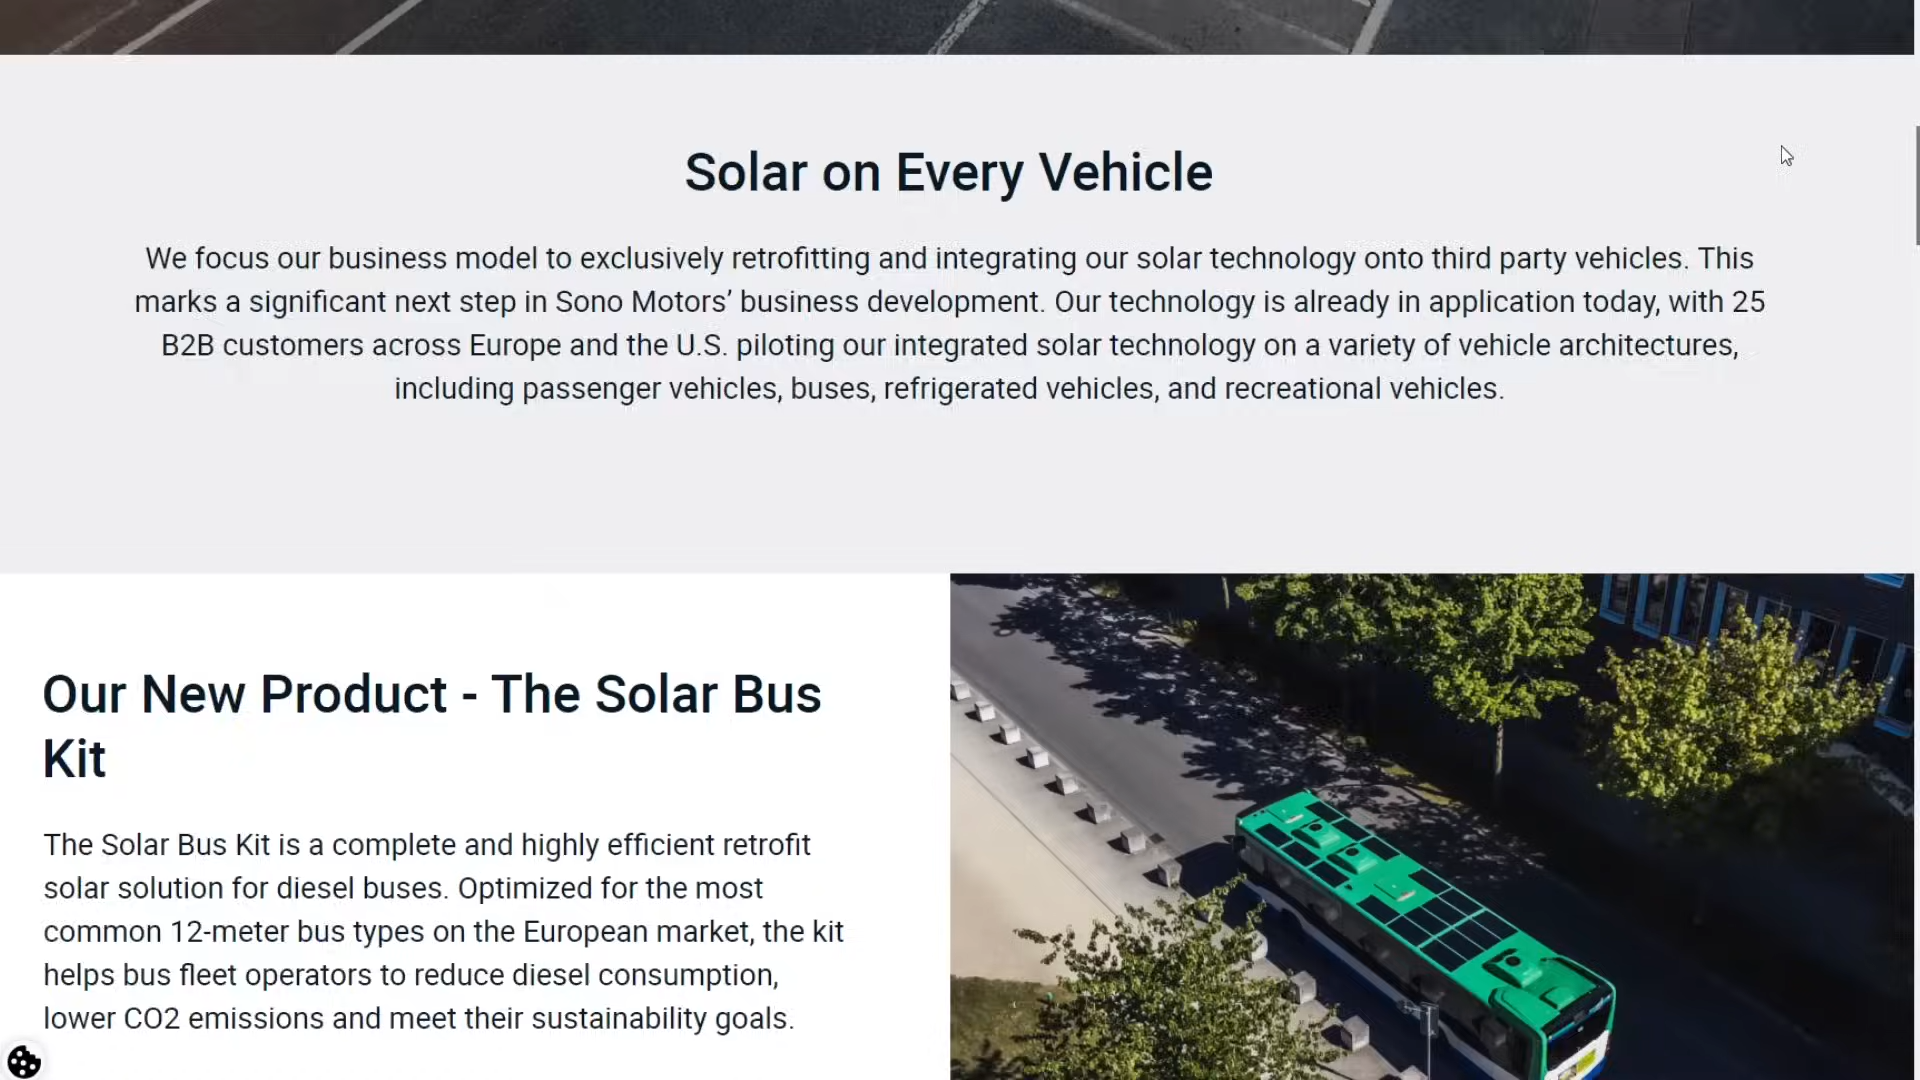 Solar on Every Vehicle
We focus our business model to exclusively retrofitting and integrating our solar technology onto third party vehicles. This
marks a significant next step in Sono Motors’ business development. Our technology is already in application today, with 25
B2B customers across Europe and the U.S. piloting our integrated solar technology on a variety of vehicle architectures,
including passenger vehicles, buses, refrigerated vehicles, and recreational vehicles.
Our New Product - The Solar Bus
Kit
The Solar Bus Kit is a complete and highly efficient retrofit
solar solution for diesel buses. Optimized for the most
common 12-meter bus types on the European market, the kit
helps bus fleet operators to reduce diesel consumption,
lower CO2 emissions and meet their sustainability goals.